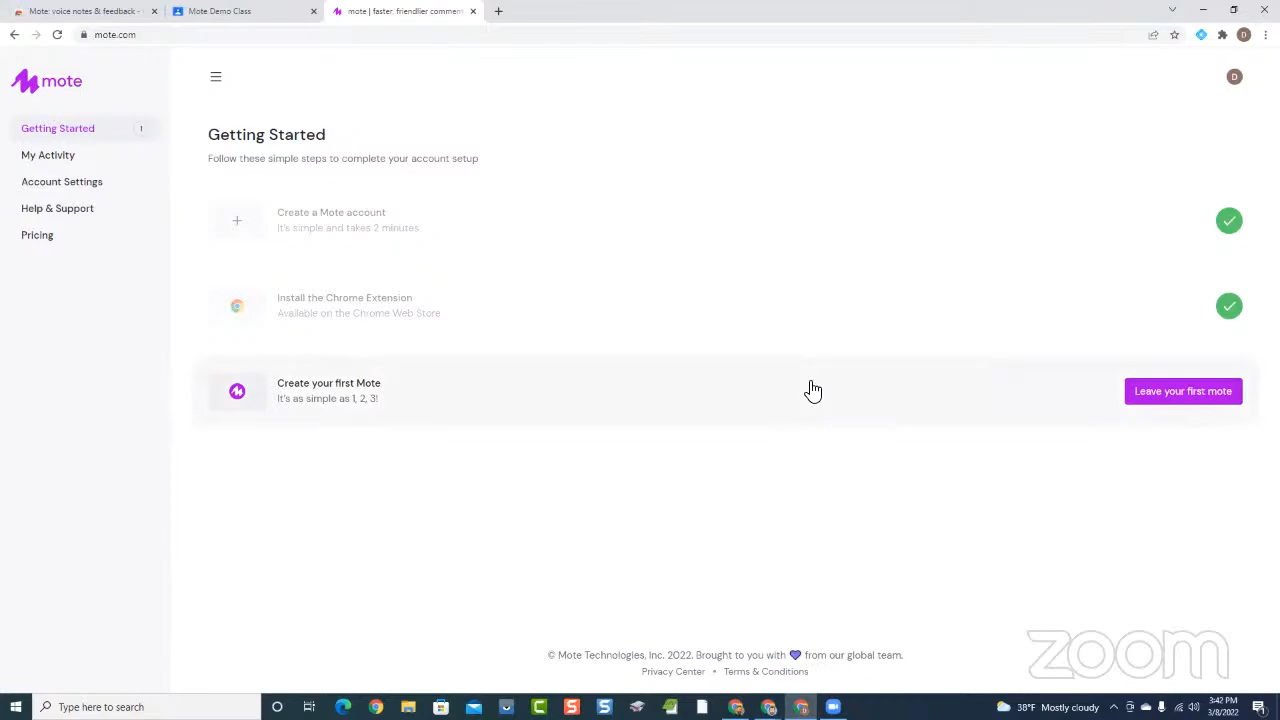 Mote: voice notes & feedback -
Mote Demo Class
mote | faster, friendlier commen
mote.com
D
mote
D
Getting Started 1
My Activity
Account Settings
Help & Support
Pricing
Getting Started
Follow these simple steps to complete your account setup
Create a Mote account
It's simple and takes 2 minutes
Install the Chrome Extension
Available on the Chrome Web Store
Create your first Mote
It's as simple as 1, 2, 3!
Leave your first mote
© Mote Technologies, Inc. 2022. Brought to you with 💜 from our global team.
Privacy Center • Terms & Conditions
zoom
Type here to search
38°F Mostly cloudy
3:42 PM
3/8/2022